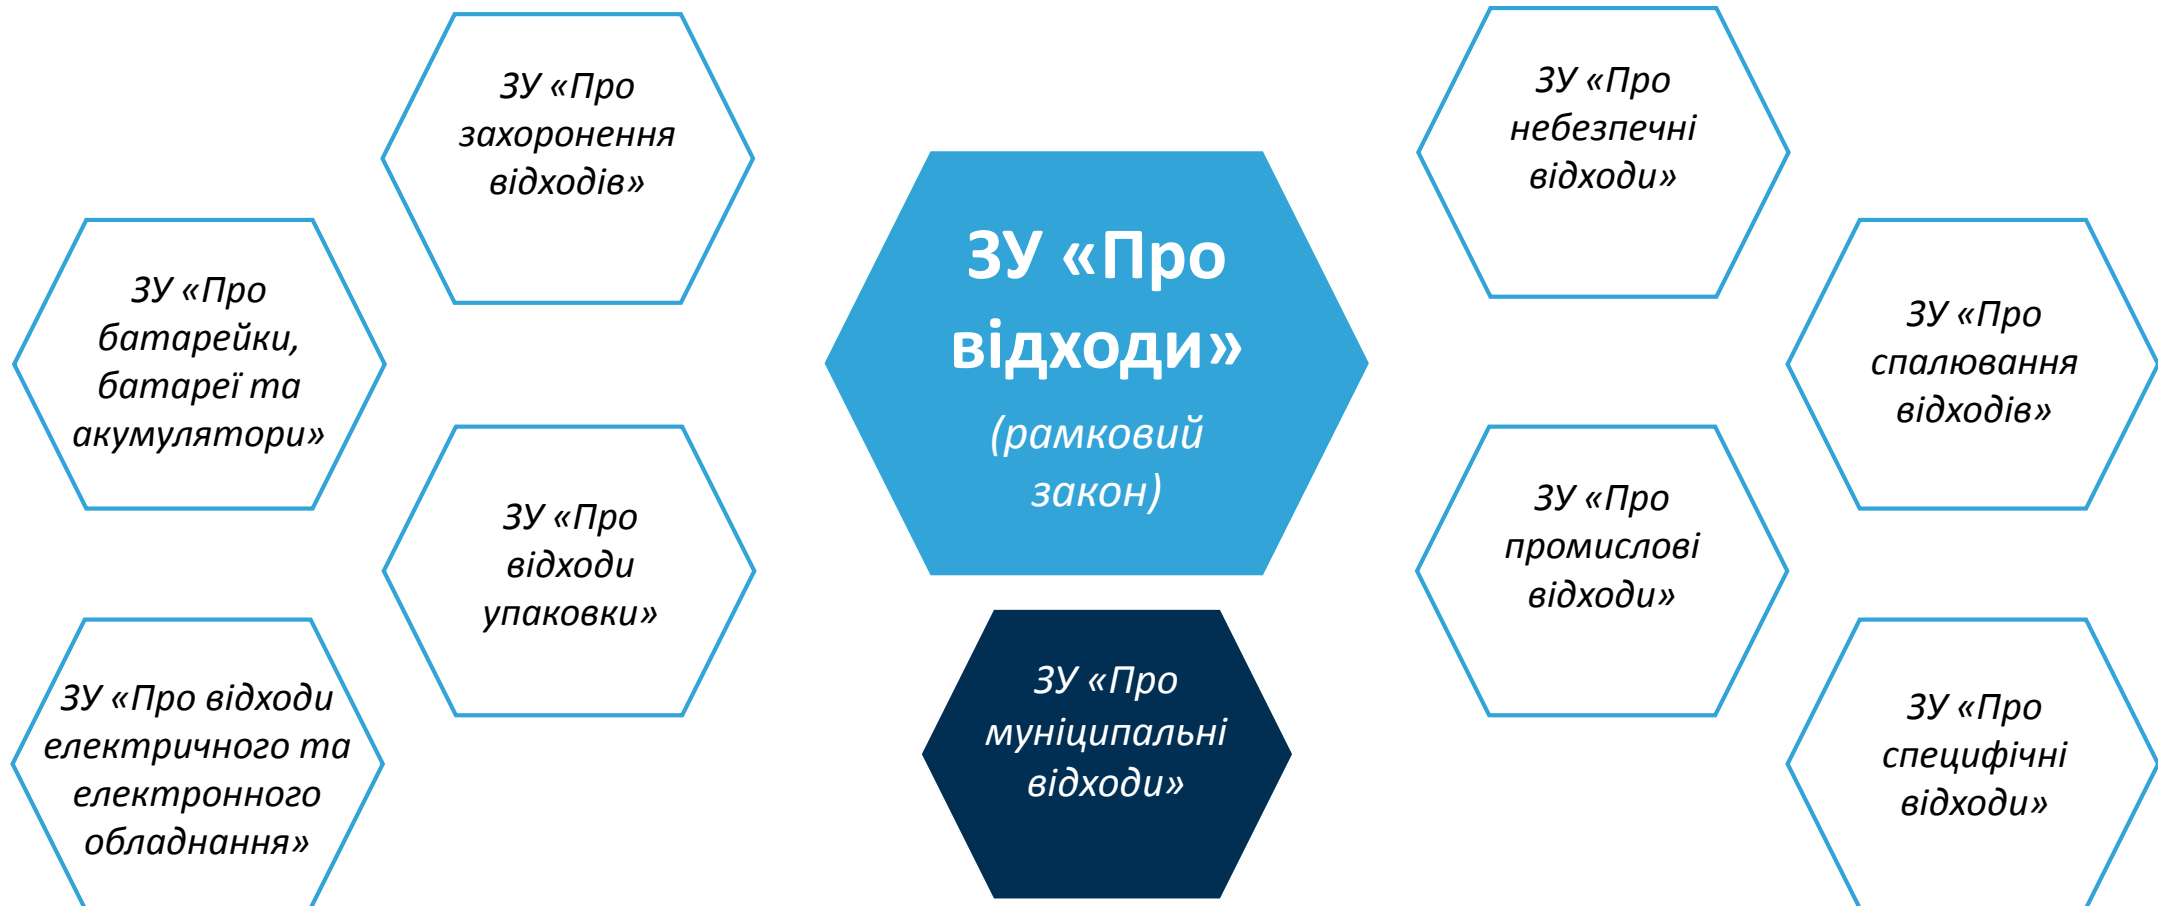 ЗУ «Про
захоронення
відходів»
ЗУ «Про
батарейки,
батареї та
акумулятори»
ЗУ «Про
відходи
упаковки»
ЗУ «Про відходи
електричного та
електронного
обладнання»
ЗУ «Про
відходи»
(рамковий
закон)
ЗУ «Про
муніципальні
відходи»
ЗУ «Про
небезпечні
відходи»
ЗУ «Про
спалювання
відходів»
ЗУ «Про
промислові
відходи»
ЗУ «Про
специфічні
відходи»